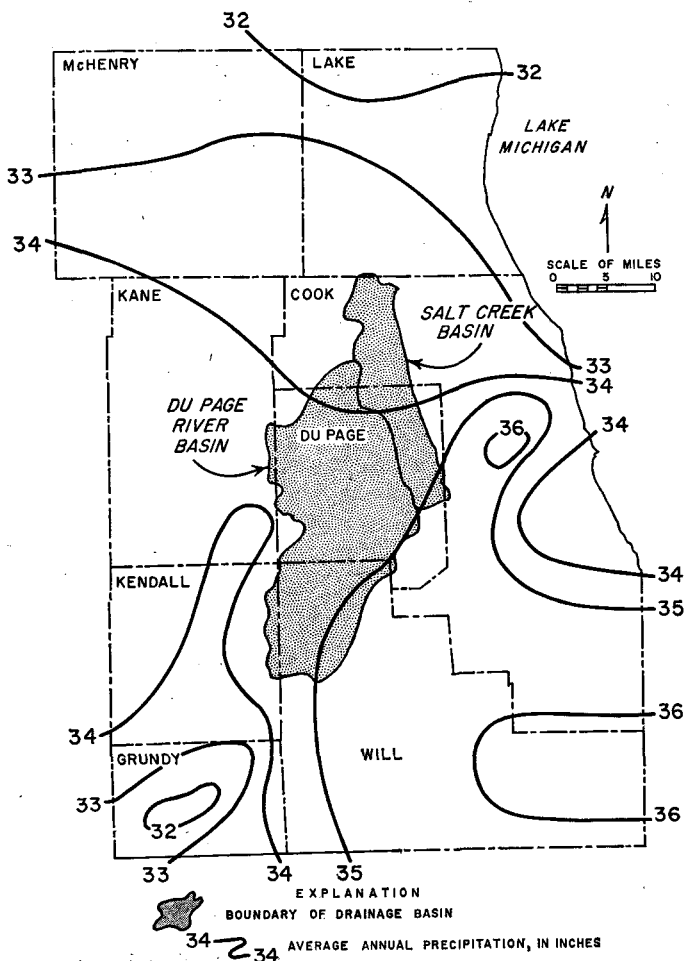 32
McHENRY
LAKE
32
LAKE
MICHIGAN
33
N
34
SCALE OF MILES
0 5 10
KANE
COOK
SALT CREEK
BASIN
33
34
DU PAGE
RIVER
BASIN
DU PAGE
36
34
KENDALL
34
35
36
34
GRUNDY
WILL
33
32
36
33
34
35
EXPLANATION
BOUNDARY OF DRAINAGE BASIN
34
34
AVERAGE ANNUAL PRECIPITATION, IN INCHES